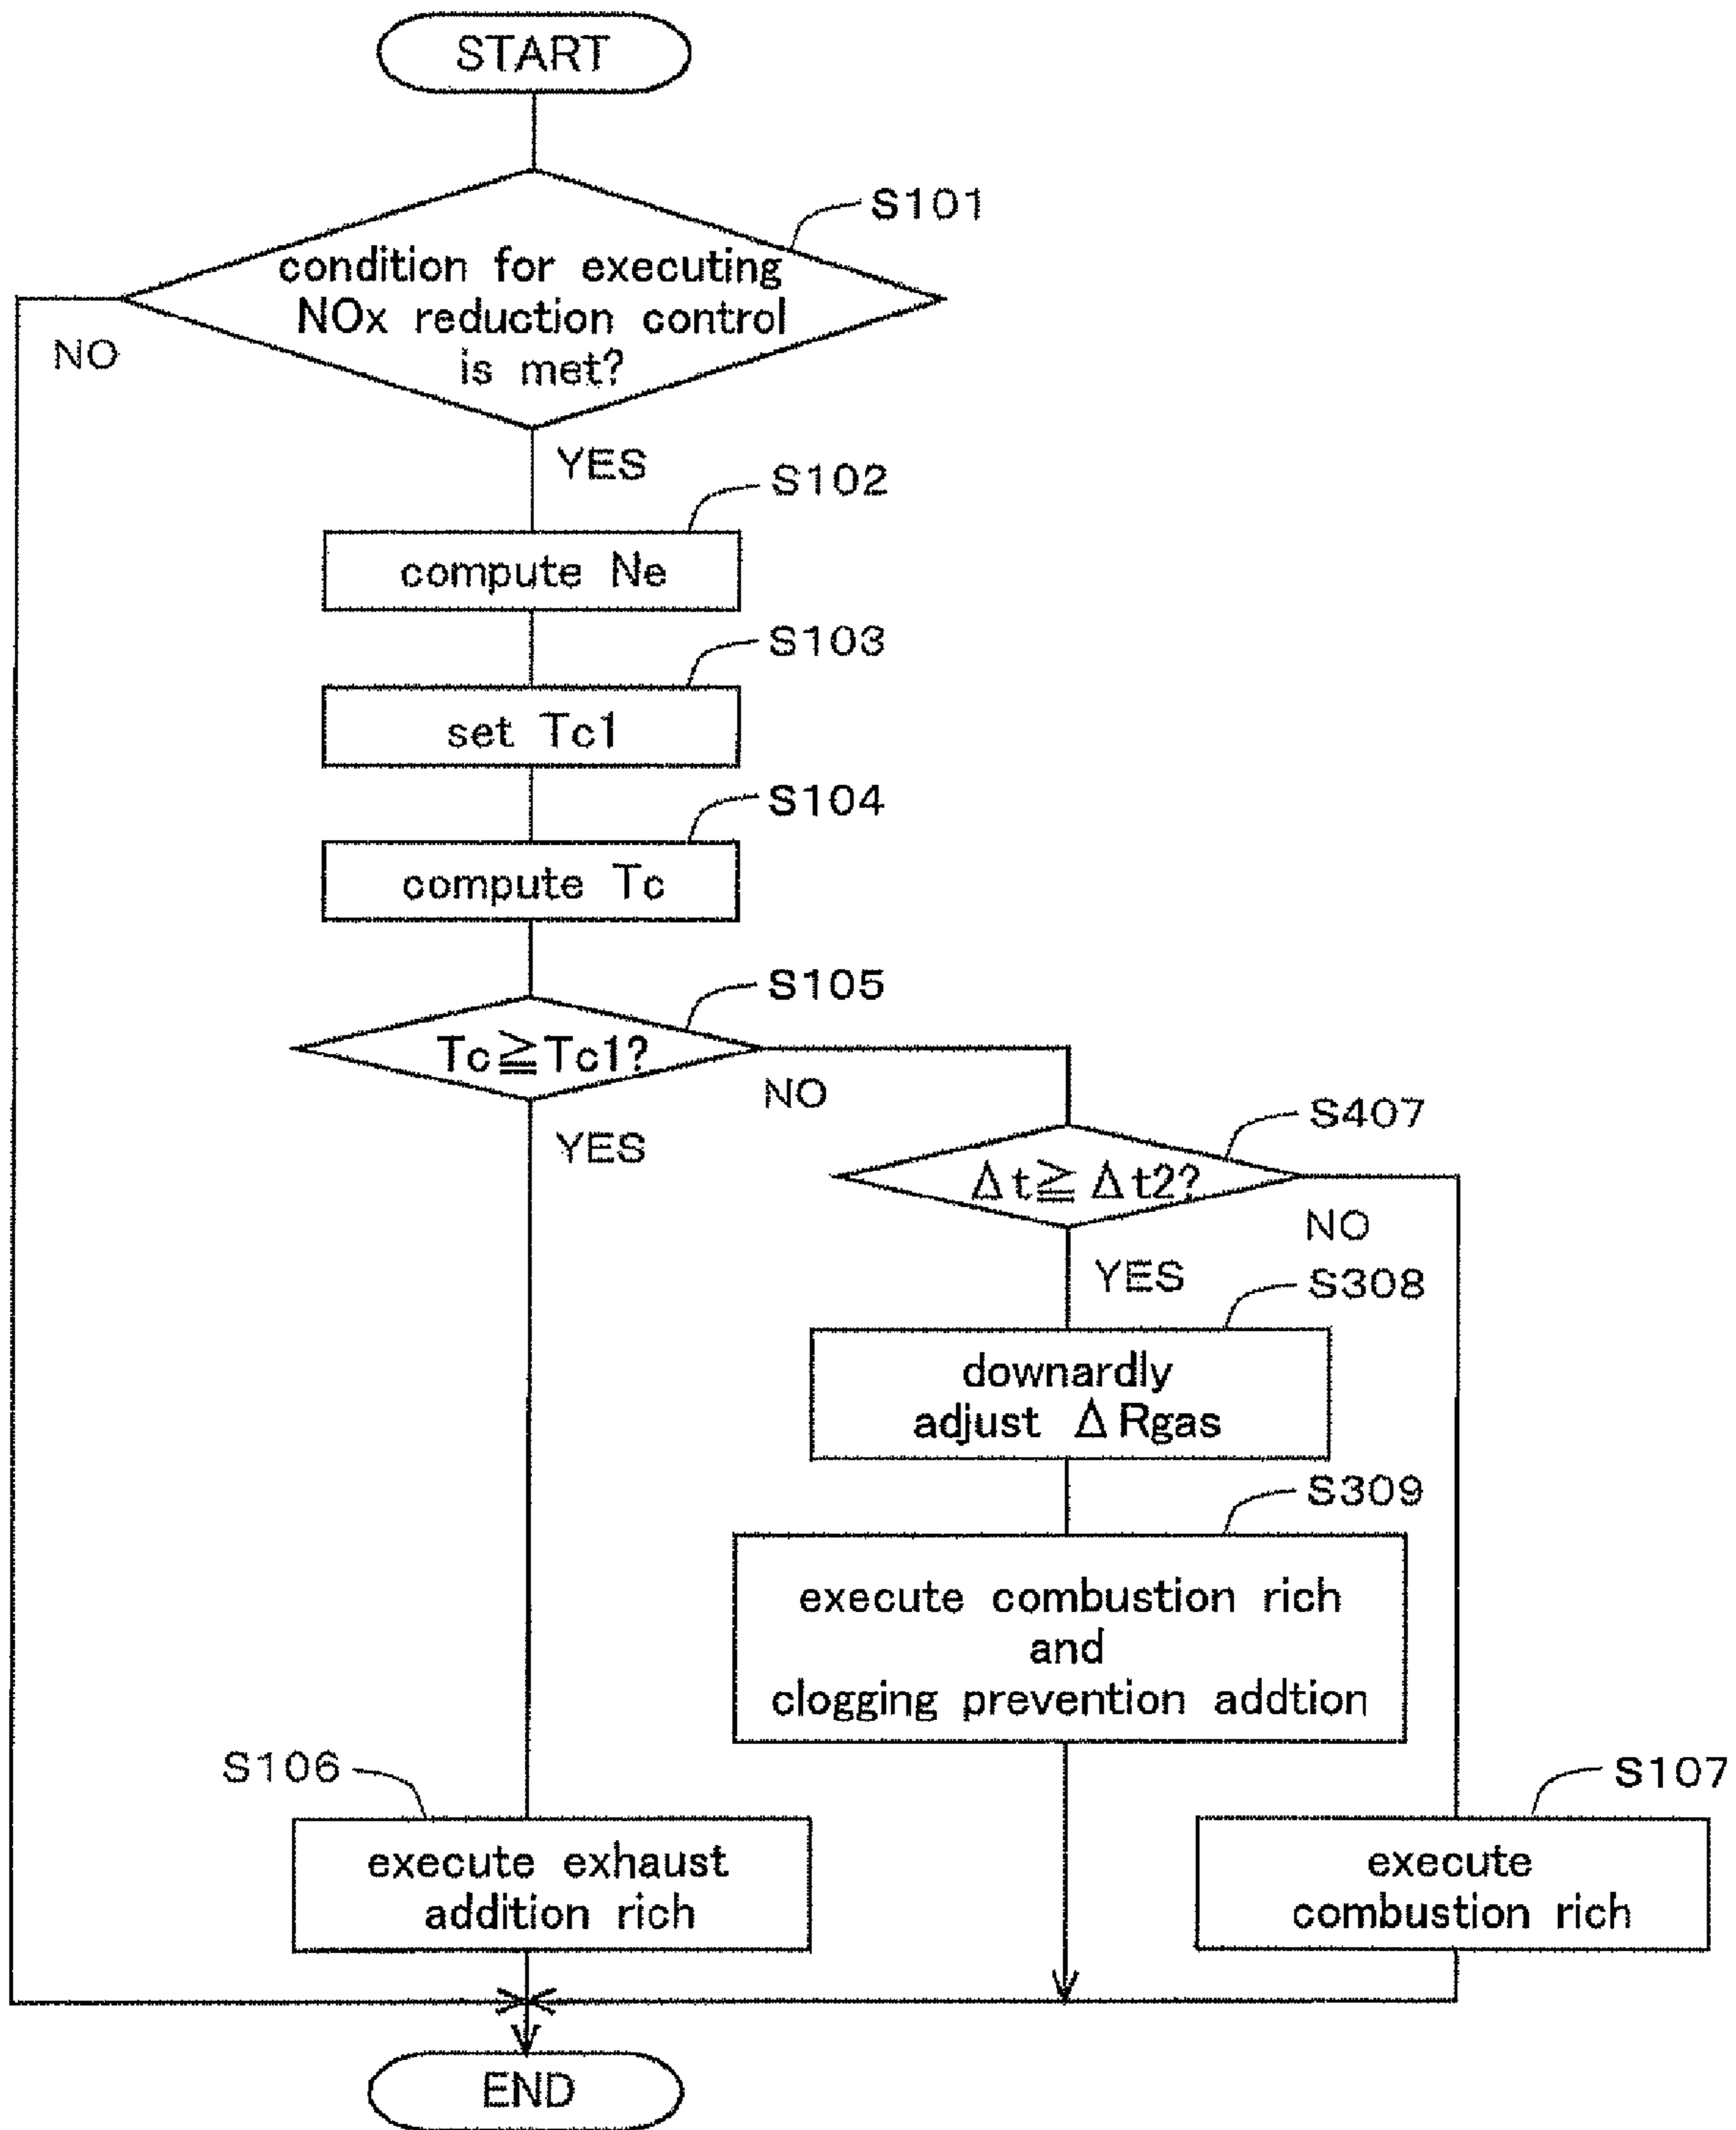 START
S101
condition for executing
NOx reduction control
is met?
NO
YES
S102
compute Ne
S103
set Tc1
S104
compute Tc
S105
Tc≧Tc1?
NO
YES
S407
Δt≧Δt2?
NO
YES
S308
downardly
adjust ΔRgas
S309
execute combustion rich
and
clogging prevention addtion
S106
execute exhaust
addition rich
S107
execute
combustion rich
END